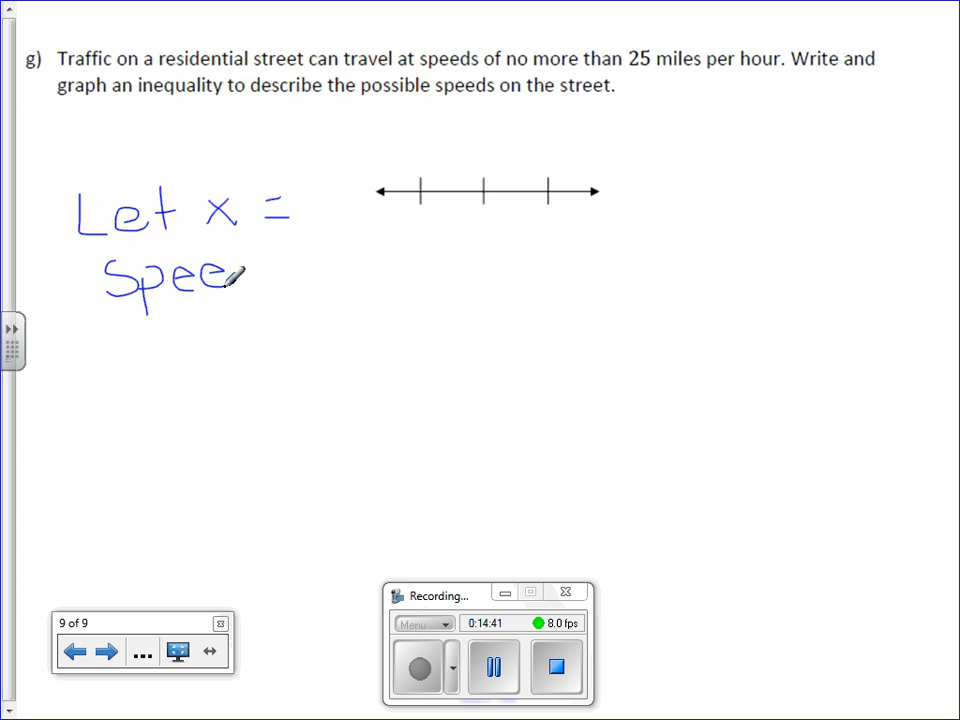 g) Traffic on a residential street can travel at speeds of no more than 25 miles per hour. Write and
graph an inequality to describe the possible speeds on the street.
Let x =
Spee
9 of 9
Recording...
Menu
0:14:41
8.0 fps